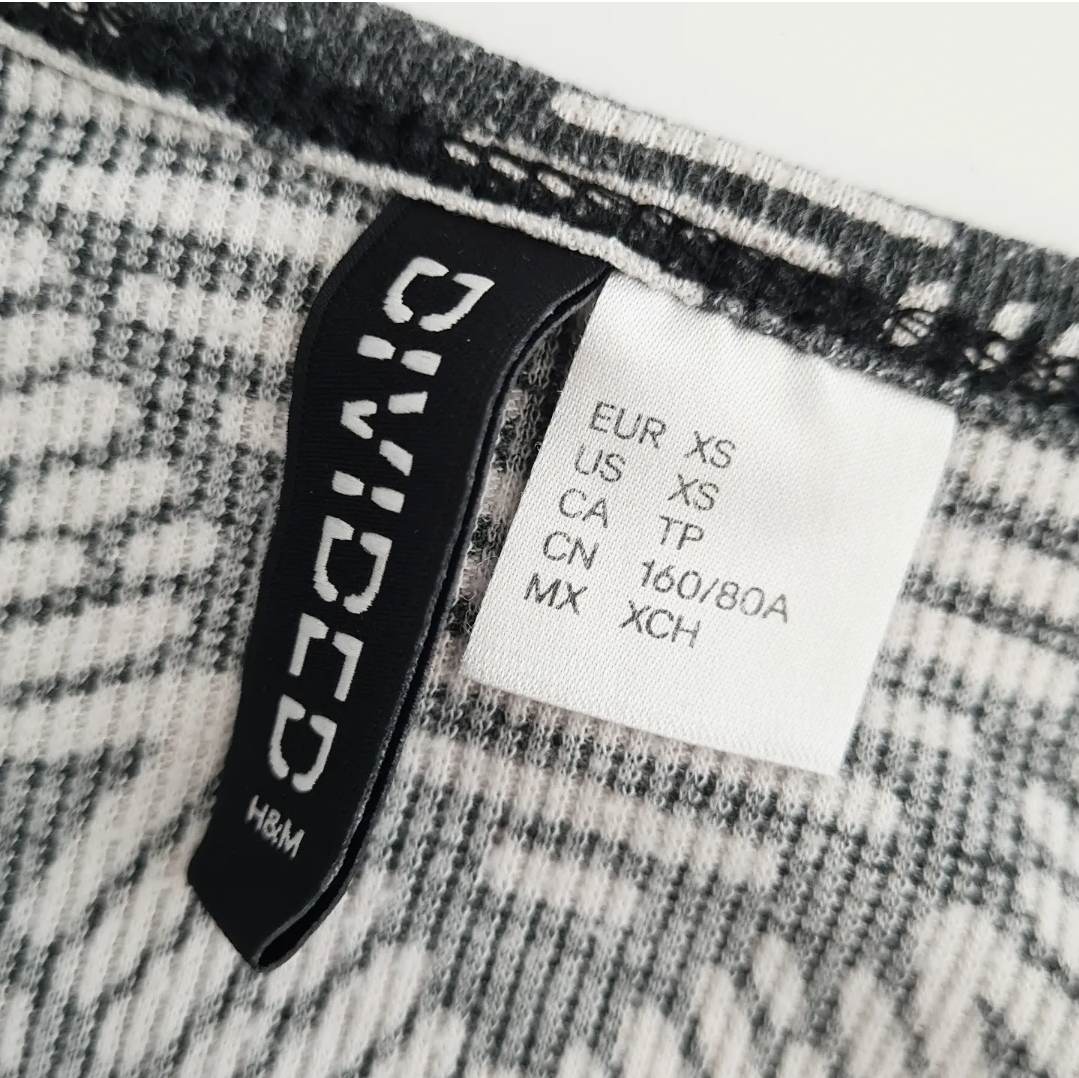 DIVIDED
H&M
EUR XS
US XS
CA TP
CN 160/80A
MX XCH